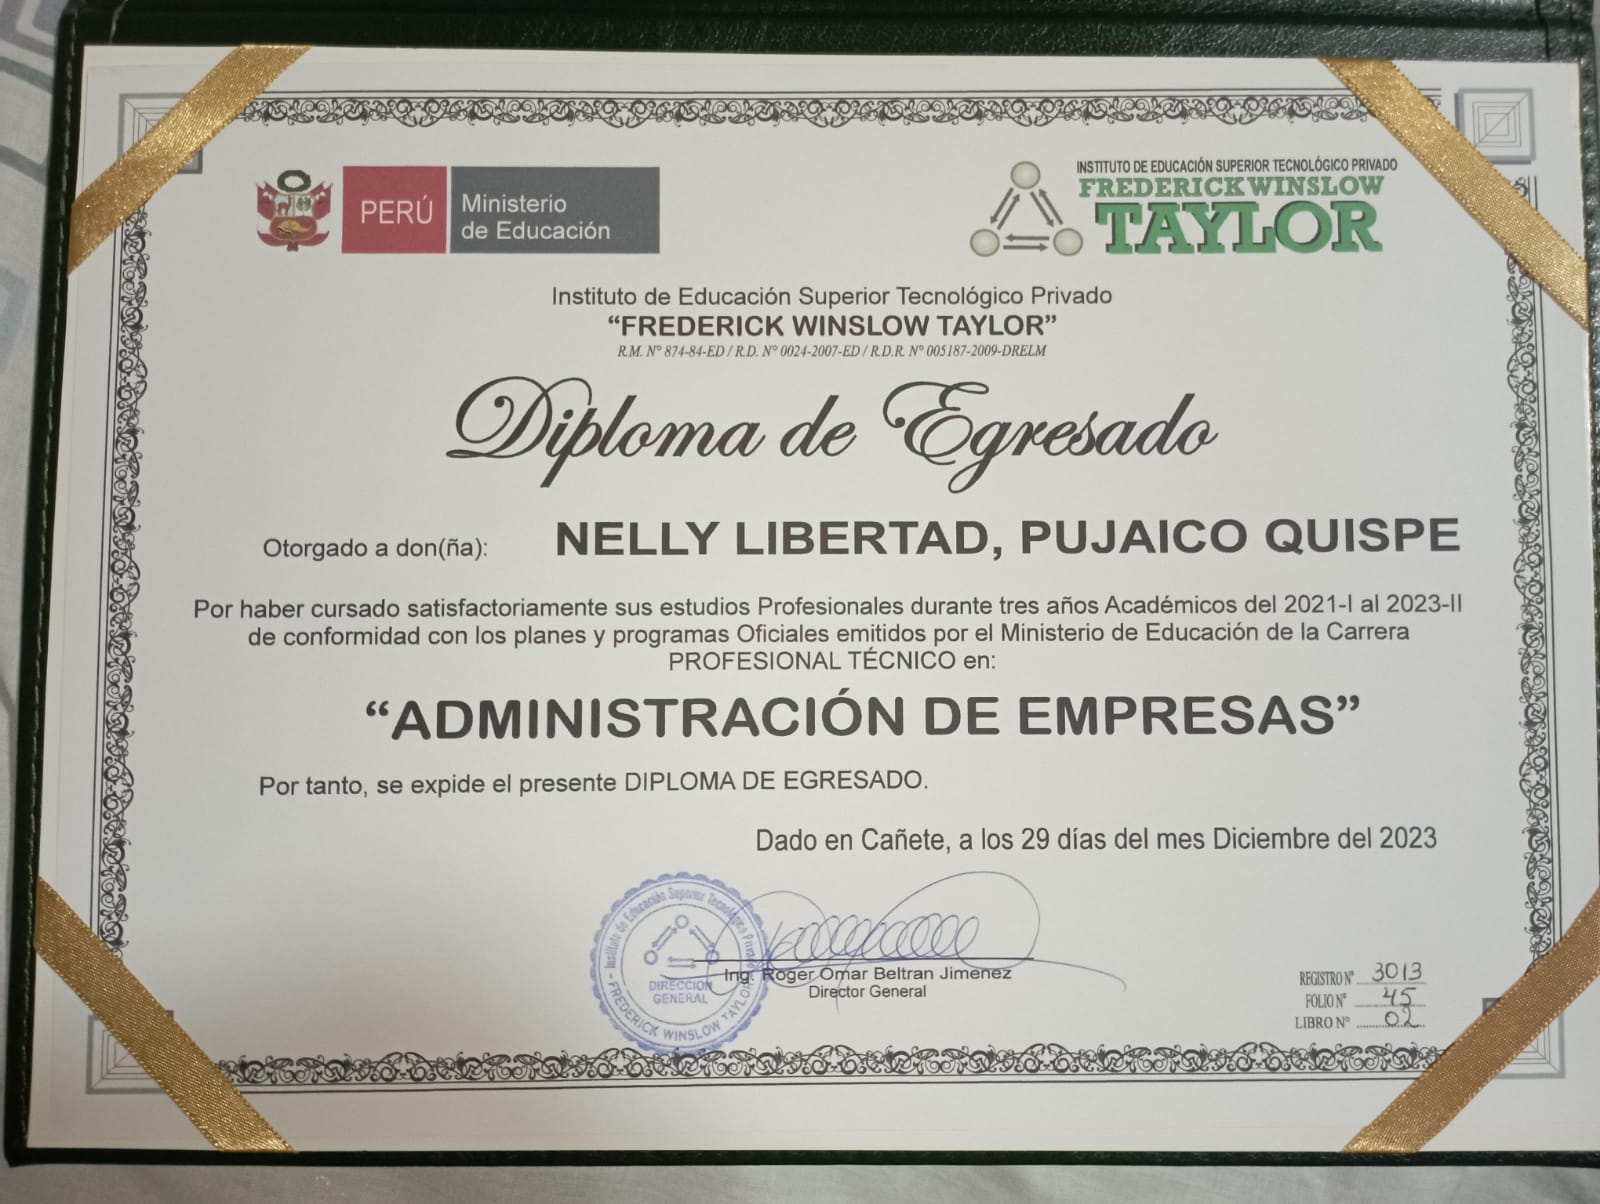 PERÚ
Ministerio
de Educación
INSTITUTO DE EDUCACIÓN SUPERIOR TECNOLÓGICO PRIVADO
FREDERICK WINSLOW
TAYLOR
Instituto de Educación Superior Tecnológico Privado
“FREDERICK WINSLOW TAYLOR”
R.M. N° 874-84-ED / R.D. N° 0024-2007-ED / R.D.R. N° 005187-2009-DRELM
Diploma de Egresado
Otorgado a don(ña): NELLY LIBERTAD, PUJAICO QUISPE
Por haber cursado satisfactoriamente sus estudios Profesionales durante tres años Académicos del 2021-I al 2023-II
de conformidad con los planes y programas Oficiales emitidos por el Ministerio de Educación de la Carrera
PROFESIONAL TÉCNICO en:
“ADMINISTRACIÓN DE EMPRESAS”
Por tanto, se expide el presente DIPLOMA DE EGRESADO.
Dado en Cañete, a los 29 días del mes Diciembre del 2023
Instituto de Educación Superior Tecnológico Privado
DIRECCIÓN
GENERAL
FREDERICK WINSLOW TAYLOR
Ing. Roger Omar Beltran Jimenez
Director General
REGISTRO N° 3013
FOLIO N° 45
LIBRO N° 02